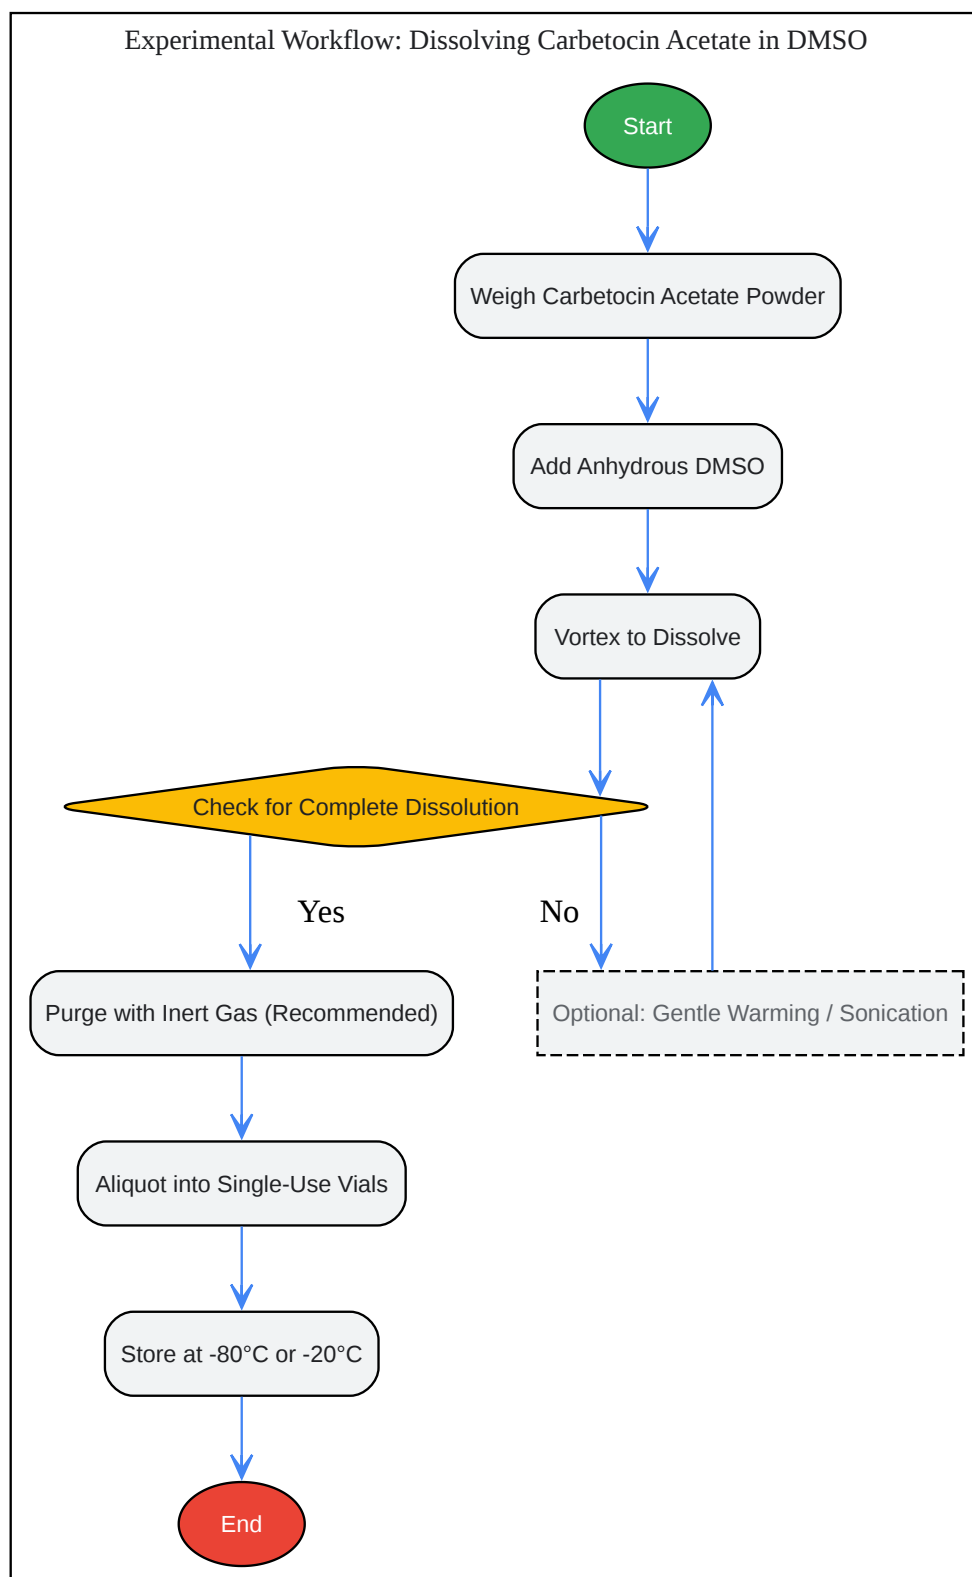 Experimental Workflow: Dissolving Carbetocin Acetate in DMSO
Start
Weigh Carbetocin Acetate Powder
Add Anhydrous DMSO
Vortex to Dissolve
Check for Complete Dissolution
Yes
No
Purge with Inert Gas (Recommended)
Optional: Gentle Warming / Sonication
Aliquot into Single-Use Vials
Store at -80°C or -20°C
End